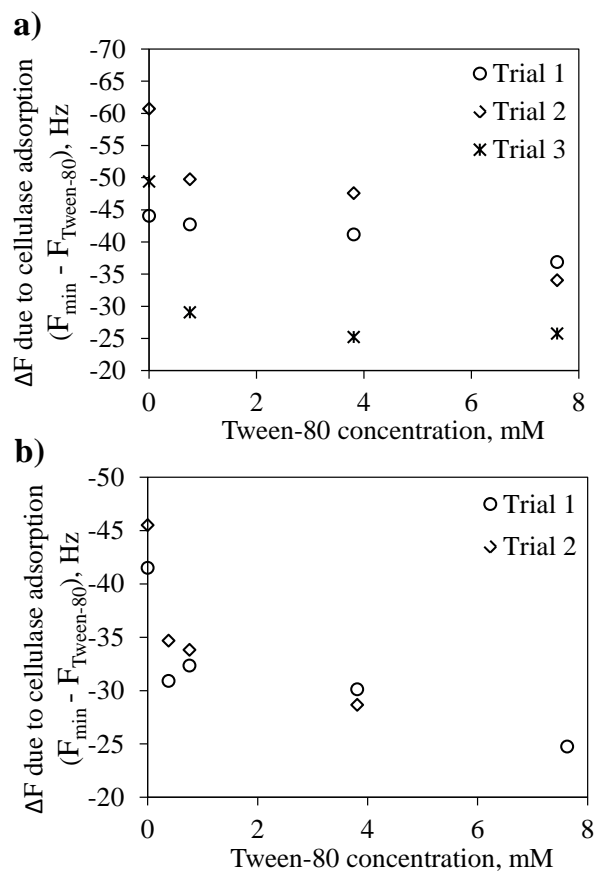 a)
ΔF due to cellulase adsorption
(Fmin - FTween-80), Hz
-70
-65
-60
-55
-50
-45
-40
-35
-30
-25
-20
Trial 1
Trial 2
Trial 3
0 2 4 6 8
Tween-80 concentration, mM
b)
ΔF due to cellulase adsorption
(Fmin - FTween-80), Hz
-50
-45
-40
-35
-30
-25
-20
Trial 1
Trial 2
0 2 4 6 8
Tween-80 concentration, mM